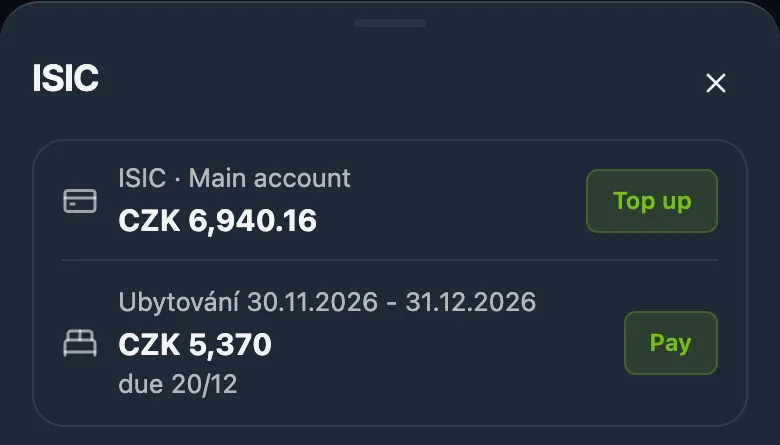 ISIC
ISIC · Main account
CZK 6,940.16
Top up
Ubytování 30.11.2026 - 31.12.2026
CZK 5,370
due 20/12
Pay